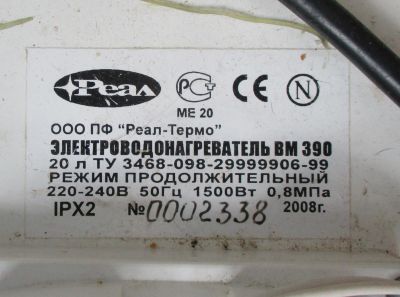 Реал PC CE N
ME 20
ООО ПФ "Реал-Термо"
ЭЛЕКТРОВОДОНАГРЕВАТЕЛЬ ВМ 390
20 л ТУ 3468-098-29999906-99
РЕЖИМ ПРОДОЛЖИТЕЛЬНЫЙ
220-240В 50Гц 1500Вт 0,8МПа
IPX2 №0002338 2008г.